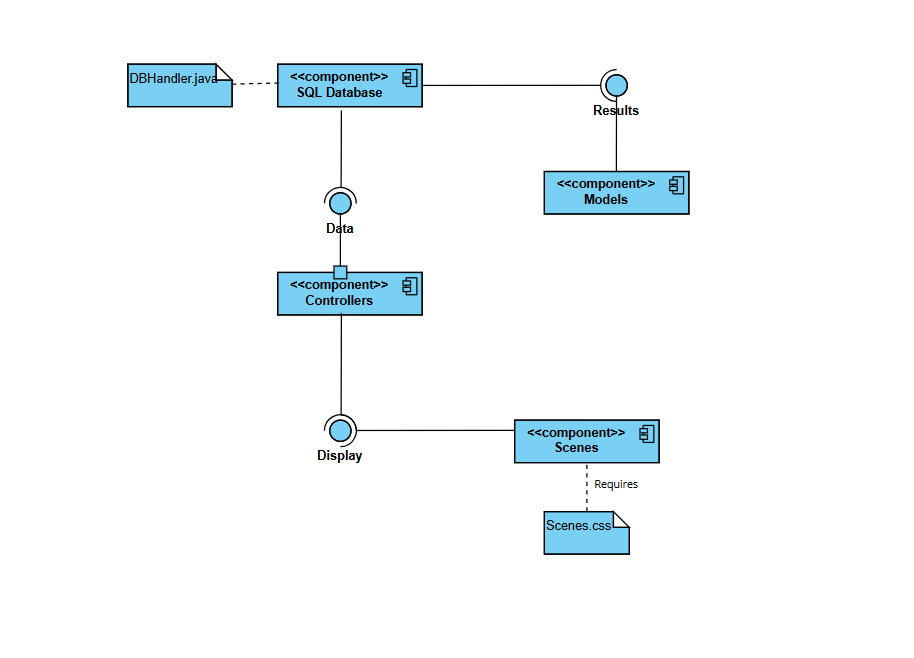 DBHandler.java
<<component>>
SQL Database
Results
<<component>>
Models
Data
<<component>>
Controllers
Display
<<component>>
Scenes
Requires
Scenes.css